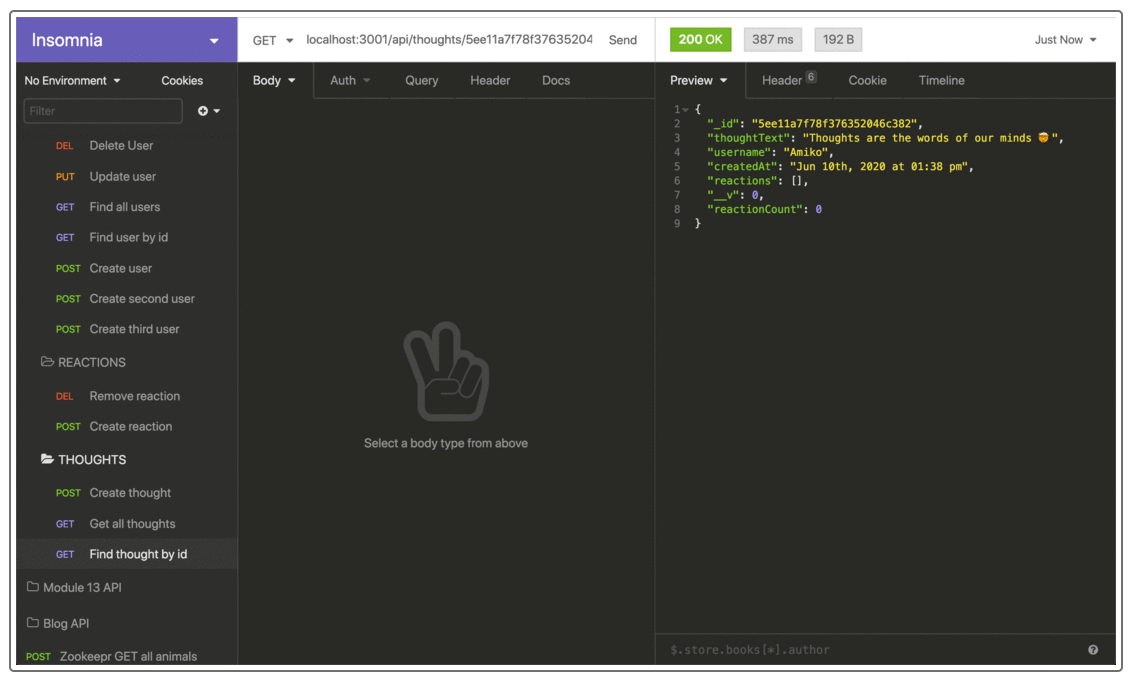 Insomnia
GET localhost:3001/api/thoughts/5ee11a7f78f37635204 Send
200 OK 387 ms 192 B Just Now
No Environment Cookies
Filter
DEL Delete User
PUT Update user
GET Find all users
GET Find user by id
POST Create user
POST Create second user
POST Create third user
REACTIONS
DEL Remove reaction
POST Create reaction
THOUGHTS
POST Create thought
GET Get all thoughts
GET Find thought by id
Module 13 API
Blog API
POST Zookeepr GET all animals
Body Auth Query Header Docs
Select a body type from above
Preview Header 6 Cookie Timeline
1 {
2 "_id": "5ee11a7f78f376352046c382",
3 "thoughtText": "Thoughts are the words of our minds 🤯",
4 "username": "Amiko",
5 "createdAt": "Jun 10th, 2020 at 01:38 pm",
6 "reactions": [],
7 "__v": 0,
8 "reactionCount": 0
9 }
$.store.books[*].author